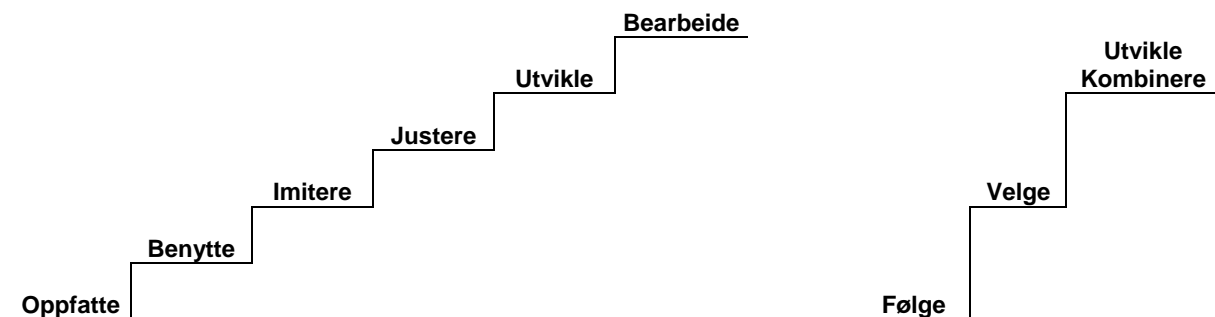 Bearbeide
Utvikle
Justere
Imitere
Benytte
Oppfatte
Utvikle
Kombinere
Velge
Følge